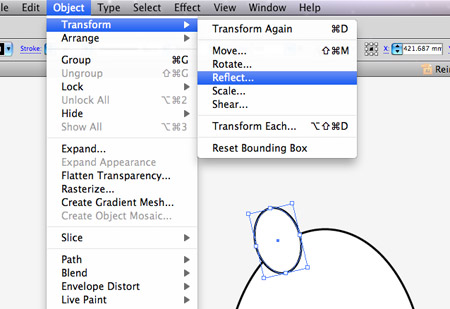 le Edit Object Type Select Effect View Window Help
Stroke: X: 421.687 mm
Rein
Transform
Arrange
Group ⌘G
Ungroup ⇧⌘G
Lock
Unlock All ⌥⌘2
Hide
Show All ⌥⌘3
Expand...
Expand Appearance
Flatten Transparency...
Rasterize...
Create Gradient Mesh...
Create Object Mosaic...
Slice
Path
Blend
Envelope Distort
Live Paint
Transform Again ⌘D
Move... ⇧⌘M
Rotate...
Reflect...
Scale...
Shear...
Transform Each... ⌥⇧⌘D
Reset Bounding Box